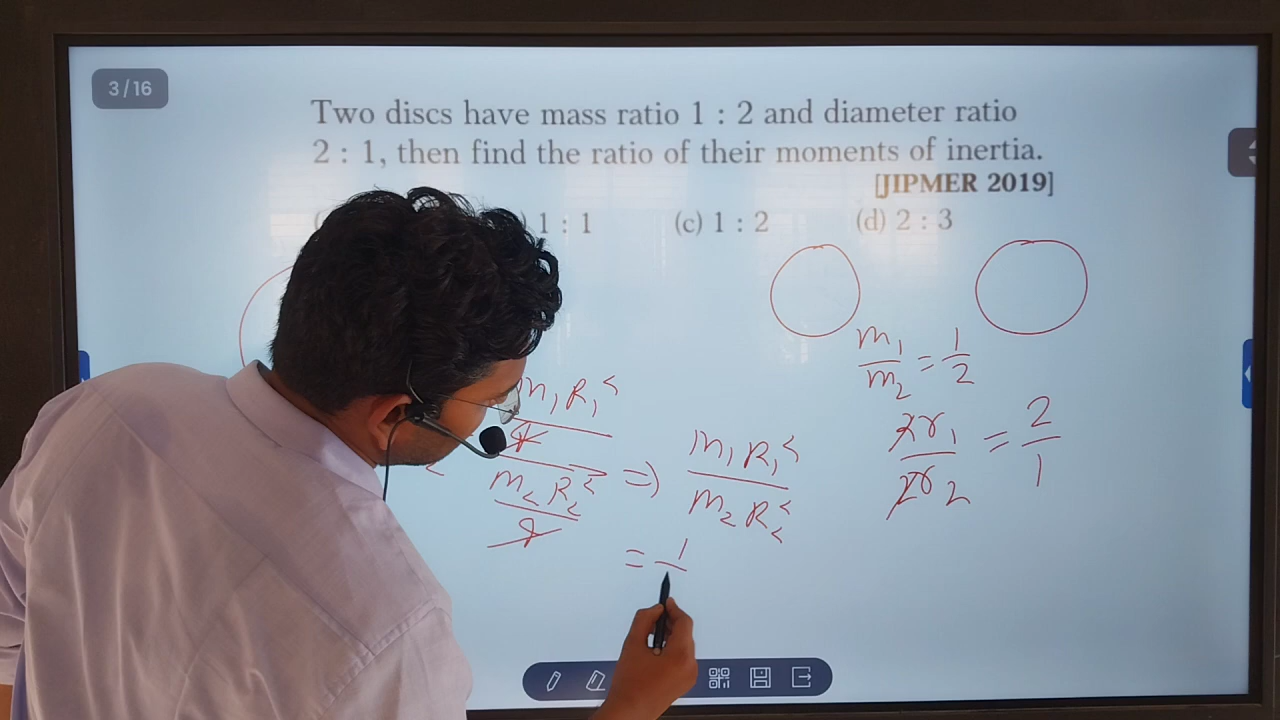 3/16
Two discs have mass ratio 1 : 2 and diameter ratio
2 : 1, then find the ratio of their moments of inertia.
[JIPMER 2019]
1 : 1 (c) 1 : 2 (d) 2 : 3
m₁/m₂ = 1/2
2r₁/2r₂ = 2/1
m₁R₁²
m₂R₂²
=> m₁R₁²/m₂R₂²
= 1